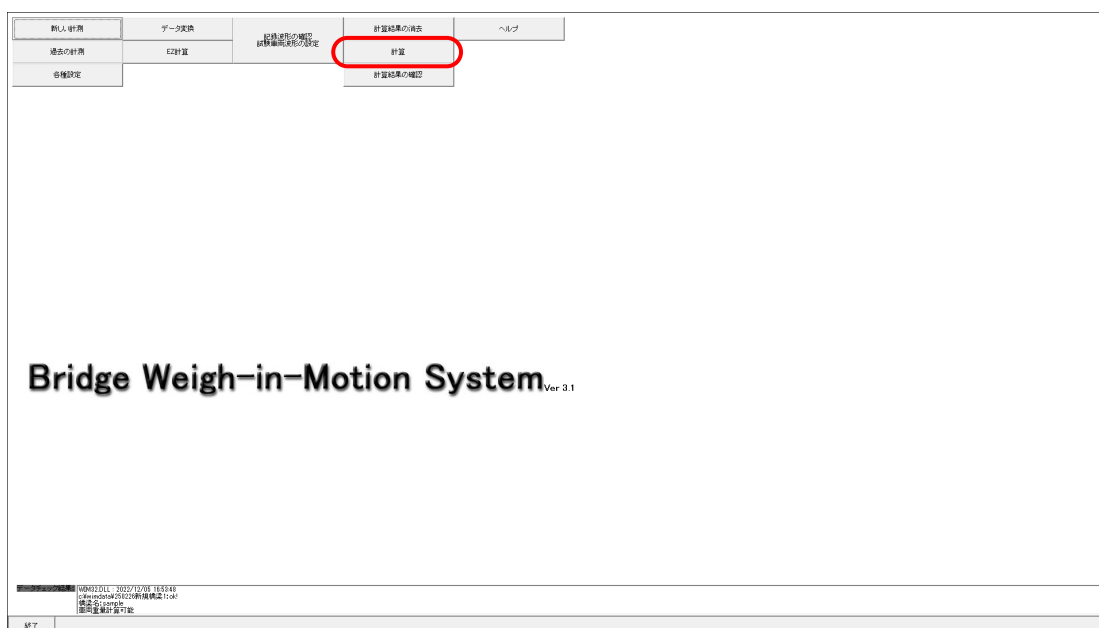 新しい計測
データ変換
記録波形の確認
試験車両波形の設定
計算結果の消去
ヘルプ
過去の計測
EZ計算
計算
各種設定
計算結果の確認
Bridge Weigh-in-Motion System Ver 3.1
データチェック結果:
WIM32.DLL : 2022/12/05 16:53:48
c:¥wimdata¥250226新規橋梁1:ok!
橋梁名:sample
車両重量計算可能
終了